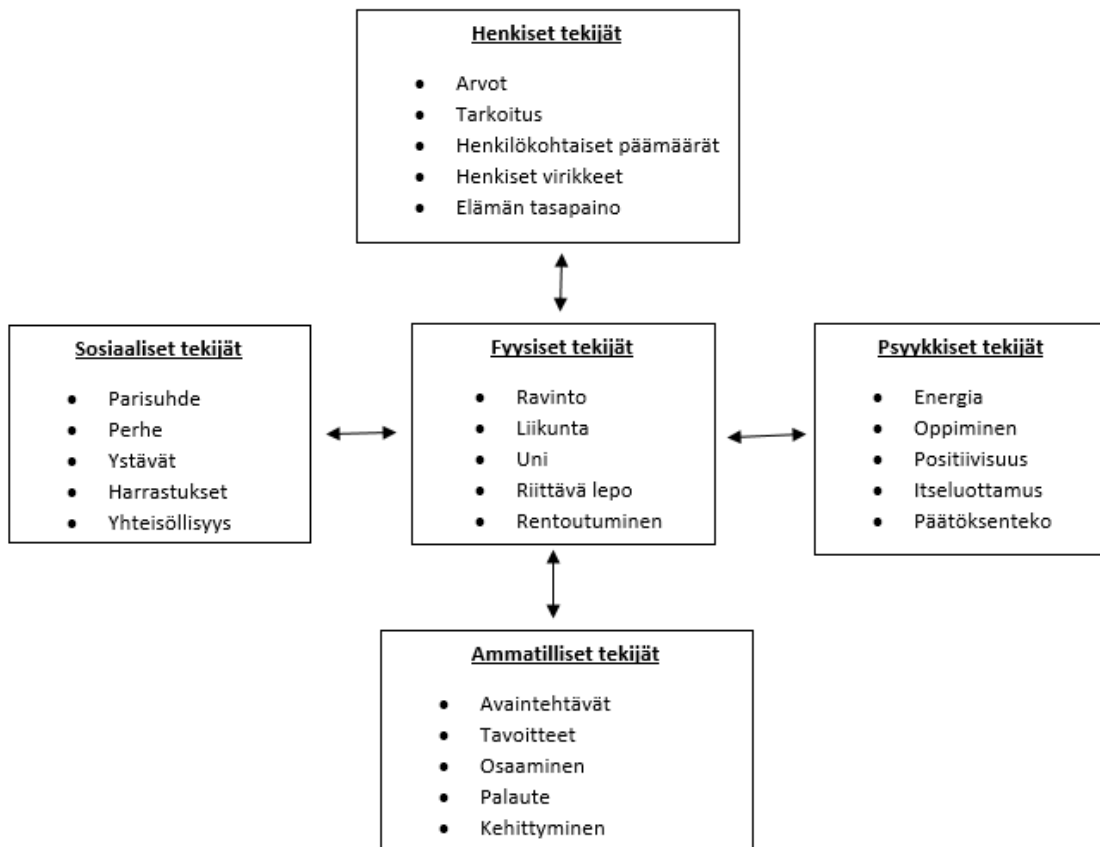 Henkiset tekijät
Arvot
Tarkoitus
Henkilökohtaiset päämäärät
Henkiset virikkeet
Elämän tasapaino
Sosiaaliset tekijät
Parisuhde
Perhe
Ystävät
Harrastukset
Yhteisöllisyys
Fyysiset tekijät
Ravinto
Liikunta
Uni
Riittävä lepo
Rentoutuminen
Psyykkiset tekijät
Energia
Oppiminen
Positiivisuus
Itseluottamus
Päätöksenteko
Ammatilliset tekijät
Avaintehtävät
Tavoitteet
Osaaminen
Palaute
Kehittyminen